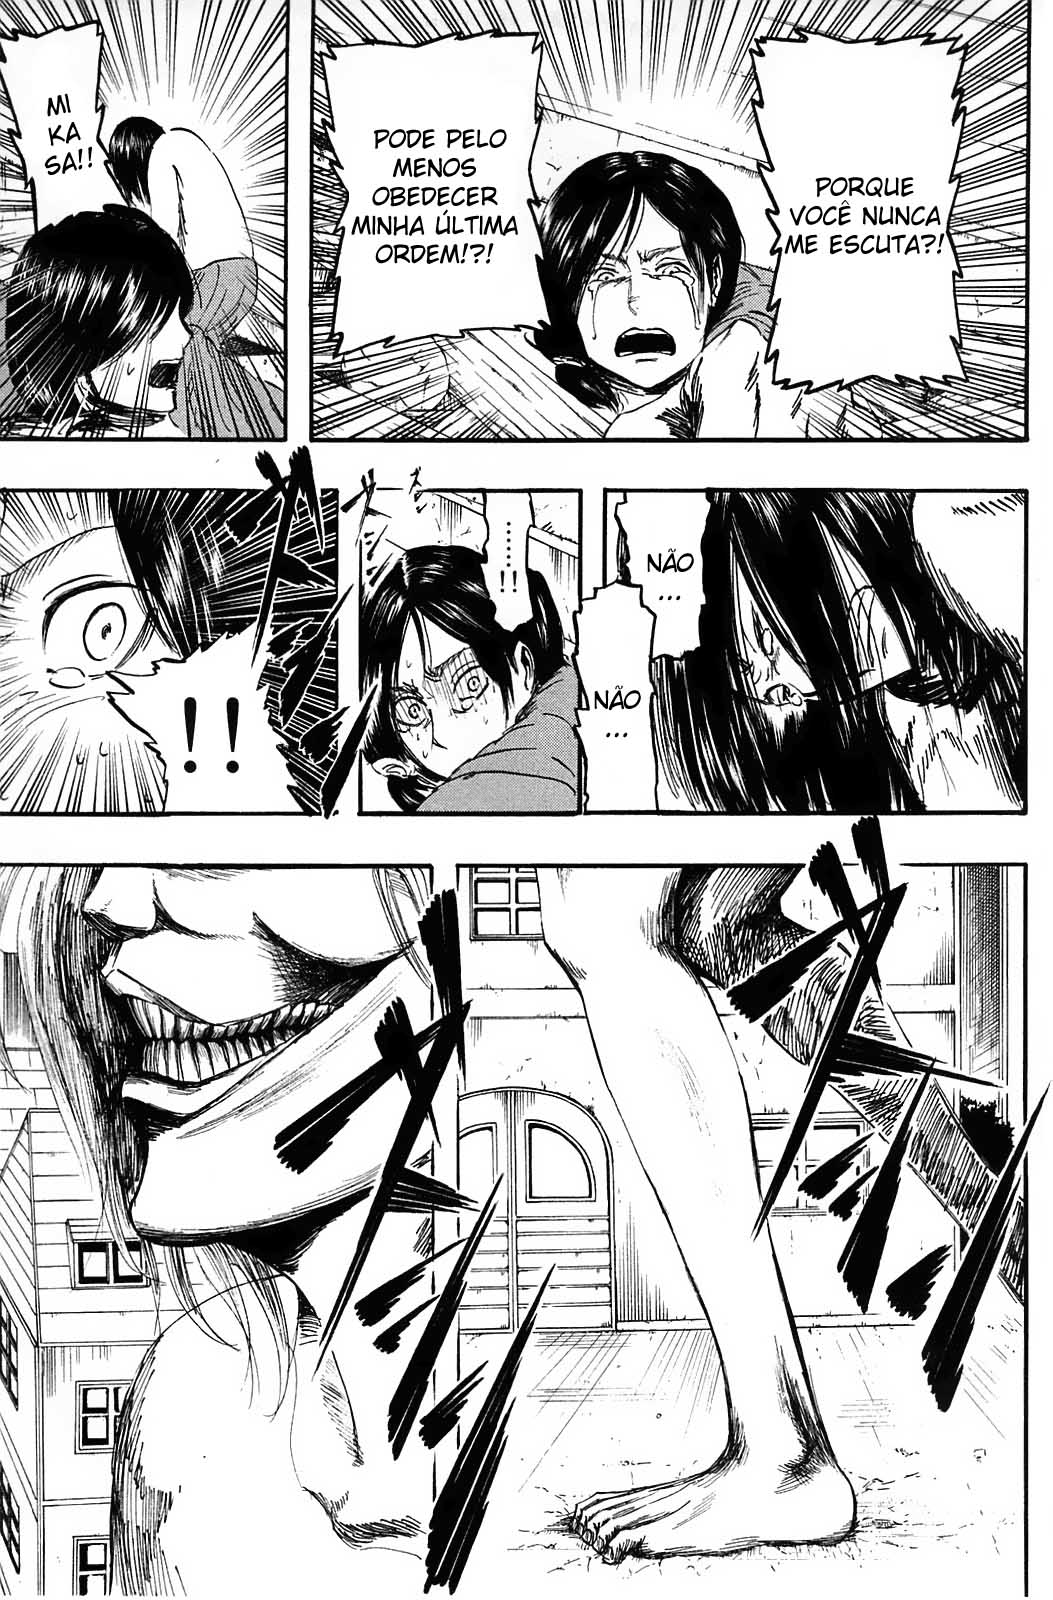 PORQUE
VOCÊ NUNCA
ME ESCUTA?!
PODE PELO
MENOS
OBEDECER
MINHA ÚLTIMA
ORDEM!?!
MI
KA
SA!!
NÃO
...
NÃO
...
......!!
!!